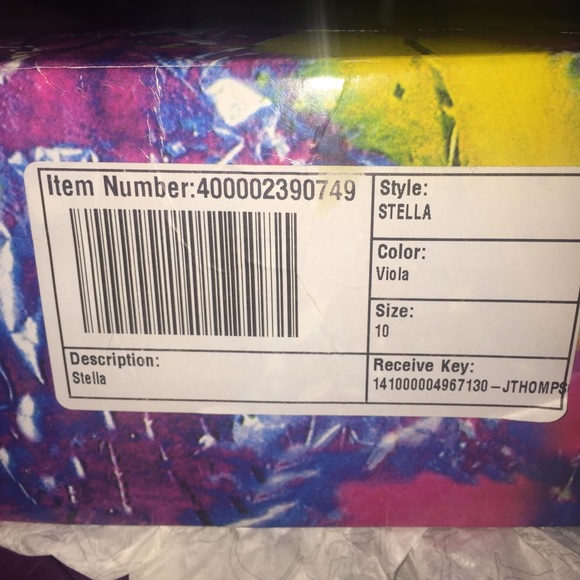 Item Number:400002390749
Style:
STELLA
Color:
Viola
Size:
10
Description:
Stella
Receive Key:
141000004967130-JTHOMPS